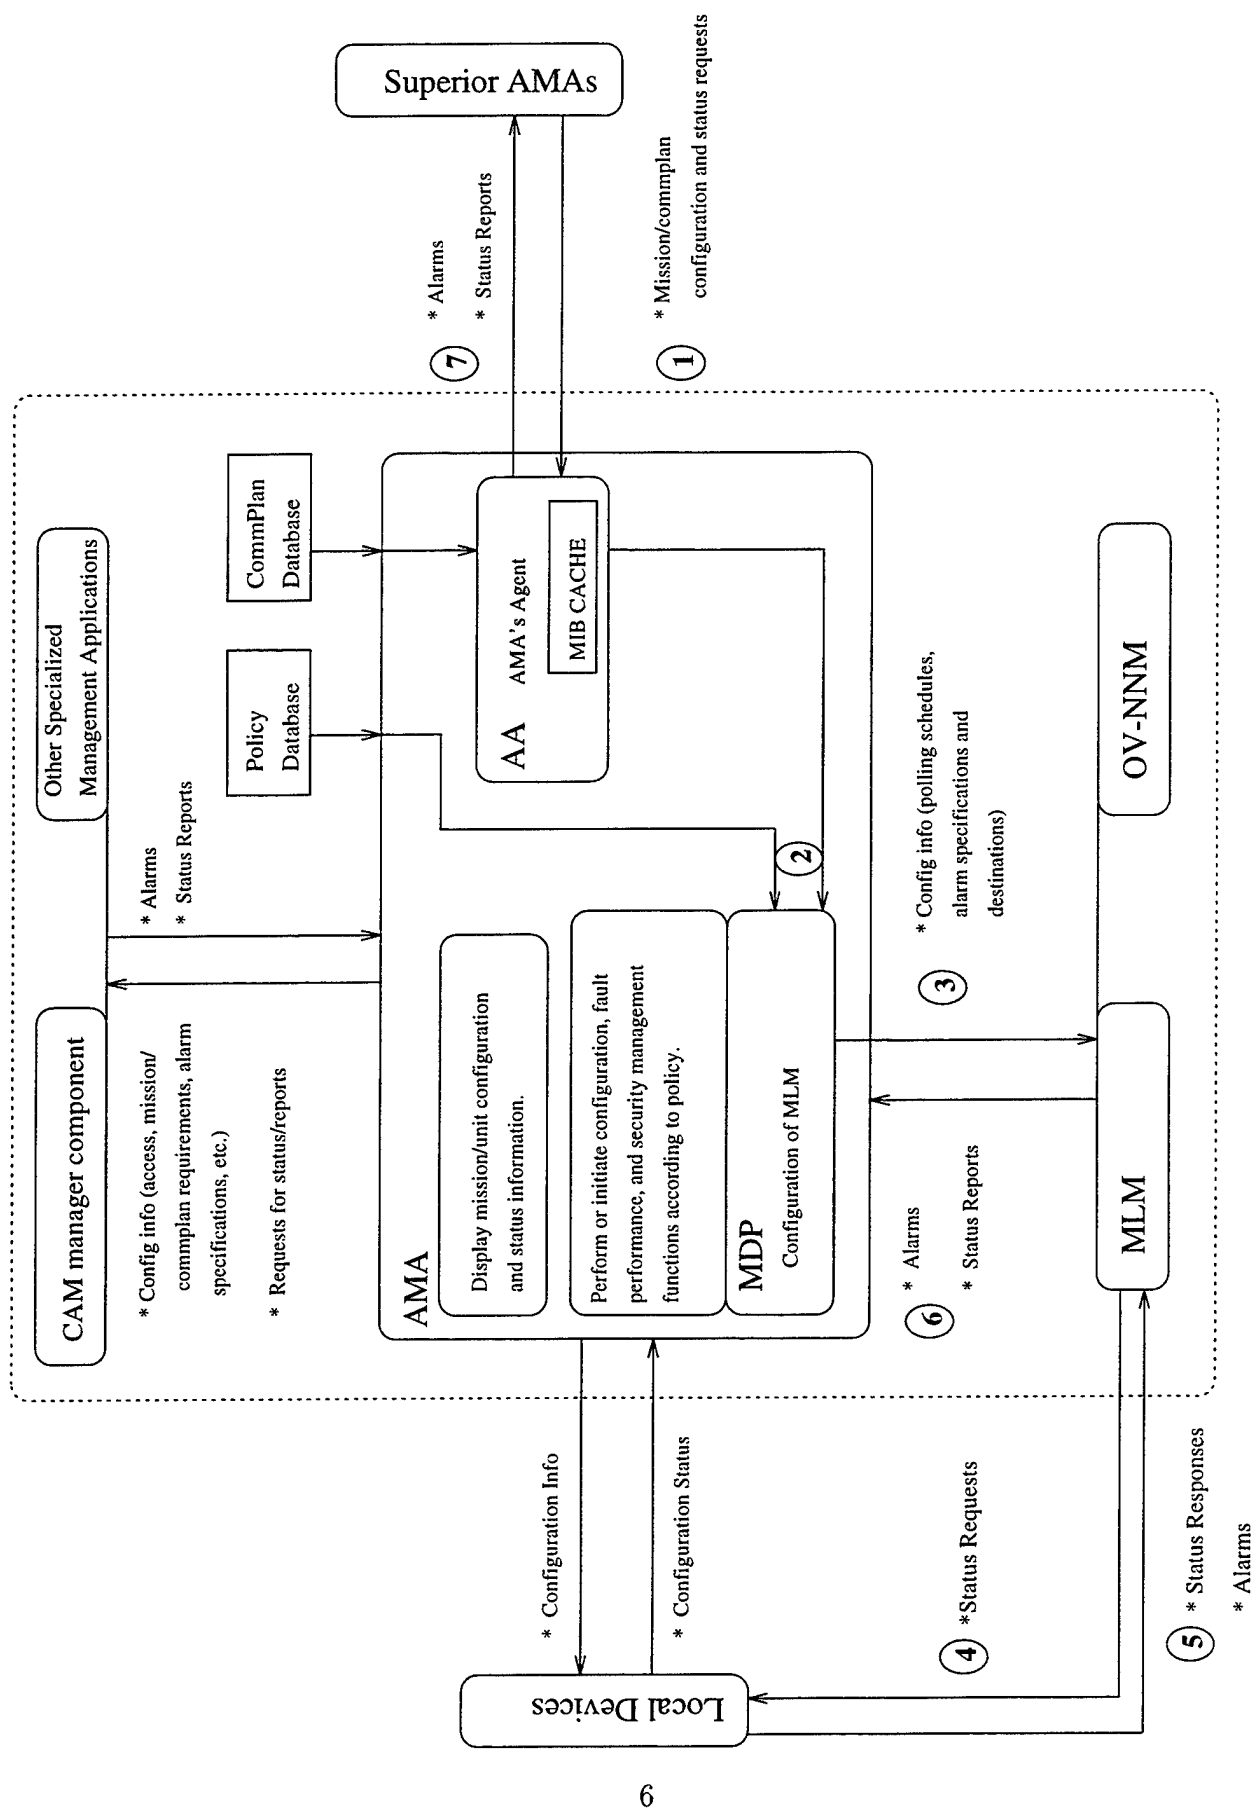 CAM manager component
Other Specialized
Management Applications
* Config info (access, mission/
commplan requirements, alarm
specifications, etc.)
* Requests for status/reports
* Alarms
* Status Reports
Policy
Database
CommPlan
Database
AMA
Display mission/unit configuration
and status information.
Perform or initiate configuration, fault
performance, and security management
functions according to policy.
MDP
Configuration of MLM
AA
AMA's Agent
MIB CACHE
2
Superior AMAs
7
* Alarms
* Status Reports
1
* Mission/commplan
configuration and status requests
Local Devices
* Configuration Info
* Configuration Status
3
* Config info (polling schedules,
alarm specifications and
destinations)
6
* Alarms
* Status Reports
MLM
OV-NNM
4
*Status Requests
5
* Status Responses
* Alarms
6